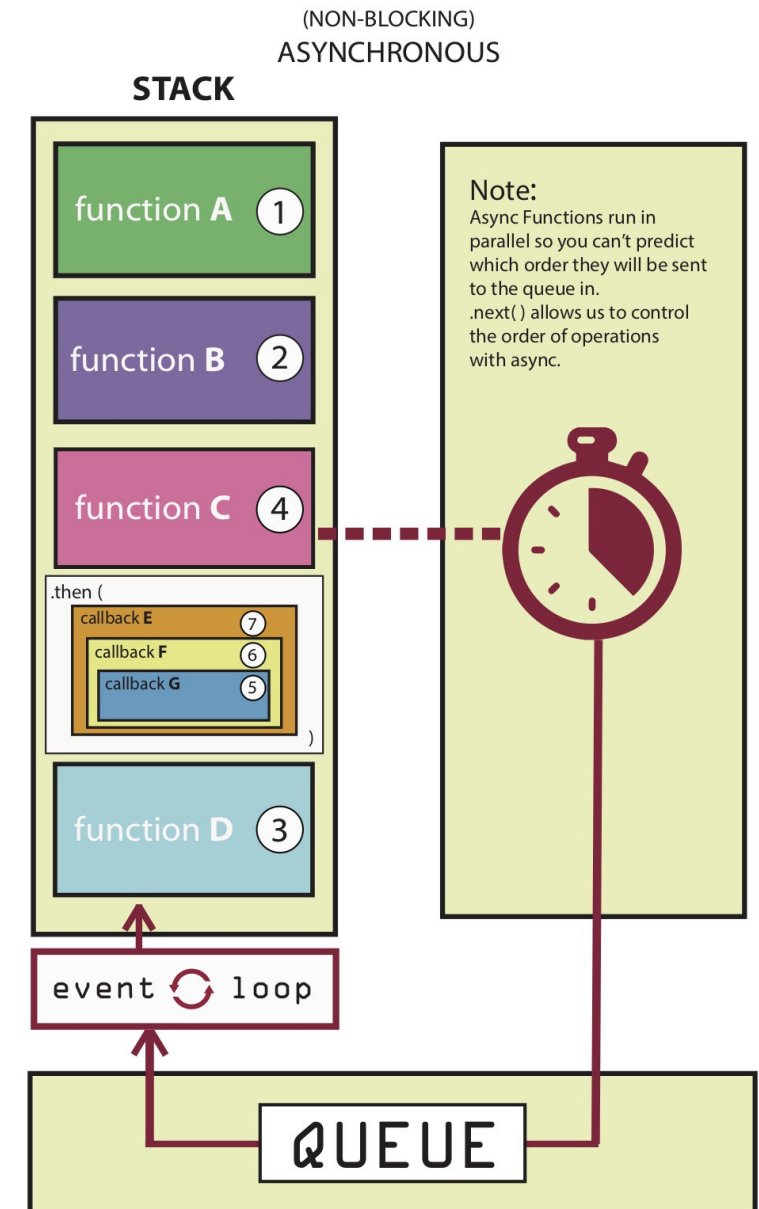 (NON-BLOCKING)
ASYNCHRONOUS
STACK
function A 1
function B 2
function C 4
.then (
callback E 7
callback F 6
callback G 5
)
function D 3
event loop
Note:
Async Functions run in
parallel so you can't predict
which order they will be sent
to the queue in.
.next( ) allows us to control
the order of operations
with async.
QUEUE